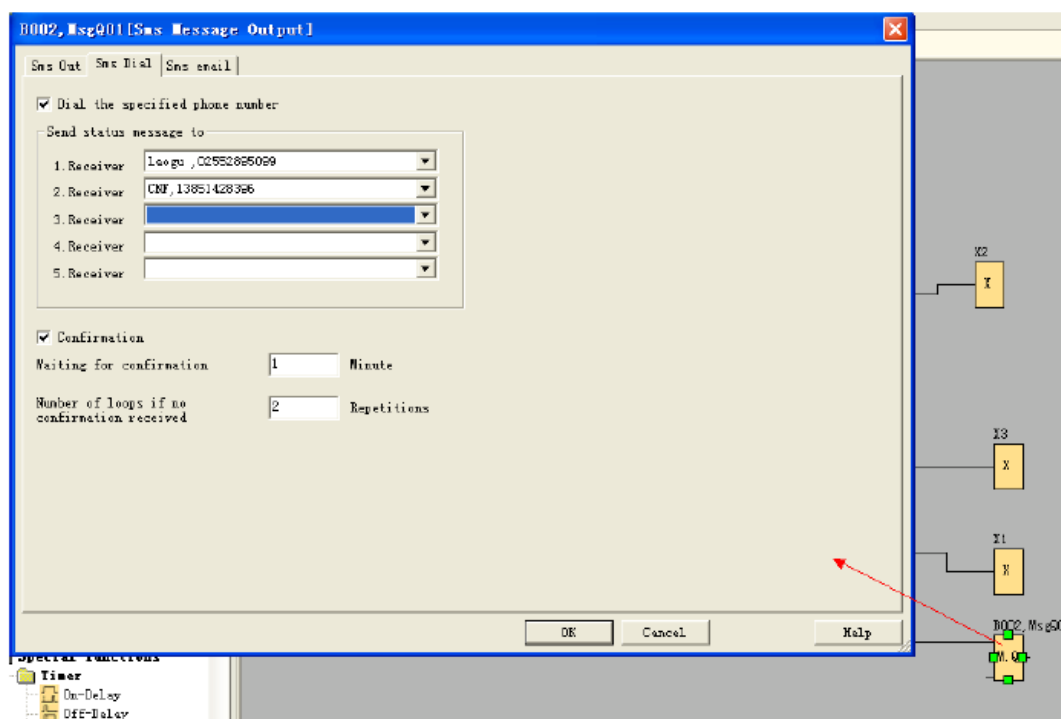 B002,MsgQ01[Sms Message Output]
Sms Out Sms Dial Sms email
Dial the specified phone number
Send status message to
1.Receiver laogu ,02552895099
2.Receiver CNF,13851428396
3.Receiver
4.Receiver
5.Receiver
Confirmation
Waiting for confirmation 1 Minute
Number of loops if no
confirmation received 2 Repetitions
OK Cancel Help
X2
X
X3
X
X1
X
B002,MsgQ0
M.Q
Special Functions
Timer
On-Delay
Off-Delay